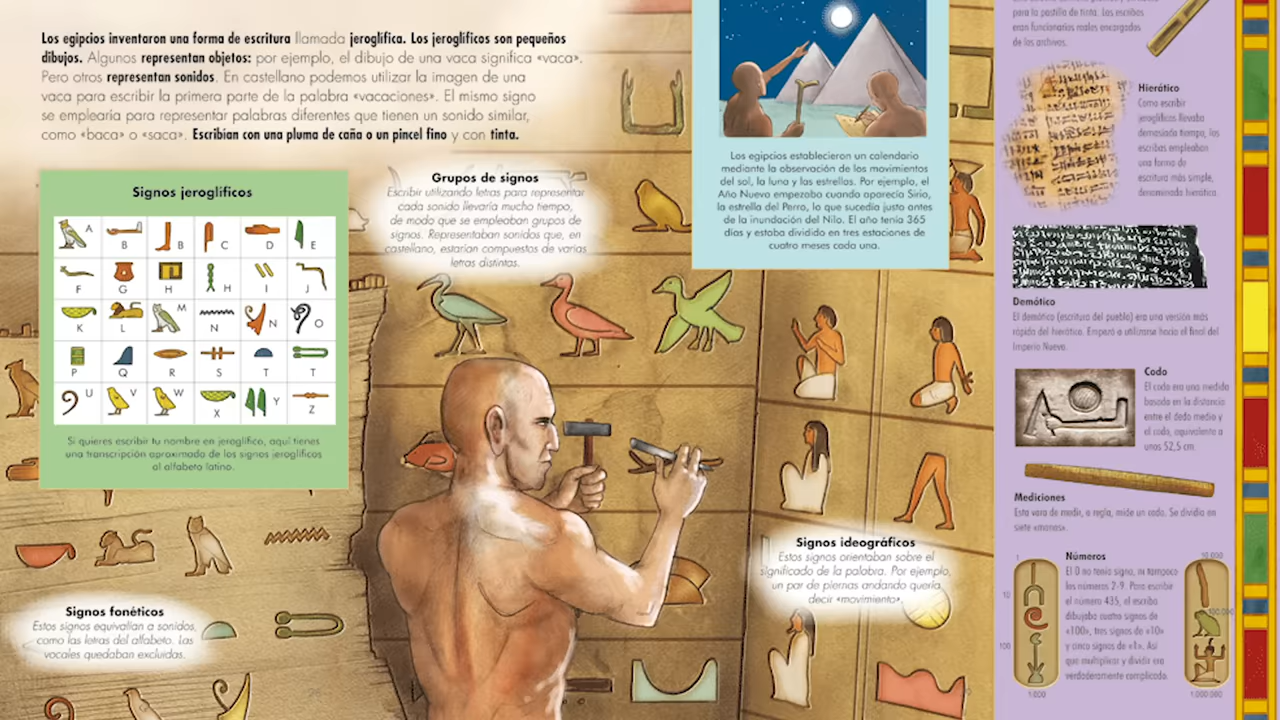 Los egipcios inventaron una forma de escritura llamada jeroglífica. Los jeroglíficos son pequeños
dibujos. Algunos representan objetos: por ejemplo, el dibujo de una vaca significa «vaca».
Pero otros representan sonidos. En castellano podemos utilizar la imagen de una
vaca para escribir la primera parte de la palabra «vacaciones». El mismo signo
se emplearía para representar palabras diferentes que tienen un sonido similar,
como «baca» o «saca». Escribían con una pluma de caña o un pincel fino y con tinta.
Signos jeroglíficos
A B B C D E
F G H H I J
K L M N N O
P Q R S T T
U V W X Y Z
Si quieres escribir tu nombre en jeroglífico, aquí tienes
una transcripción aproximada de los signos jeroglíficos
al alfabeto latino.
Grupos de signos
Escribir utilizando letras para representar
cada sonido llevaría mucho tiempo,
de modo que se empleaban grupos de
signos. Representaban sonidos que, en
castellano, estarían compuestos de varias
letras distintas.
Signos fonéticos
Estos signos equivalían a sonidos,
como las letras del alfabeto. Las
vocales quedaban excluidas.
Los egipcios establecieron un calendario
mediante la observación de los movimientos
del sol, la luna y las estrellas. Por ejemplo, el
Año Nuevo empezaba cuando aparecía Sirio,
la estrella del Perro, lo que sucedía justo antes
de la inundación del Nilo. El año tenía 365
días y estaba dividido en tres estaciones de
cuatro meses cada una.
Signos ideográficos
Estos signos orientaban sobre el
significado de la palabra. Por ejemplo,
un par de piernas andando quería
decir «movimiento».
para la pastilla de tinta. Los escribas
eran funcionarios reales encargados
de los archivos.
Hierático
Como escribir
jeroglíficos llevaba
demasiado tiempo, los
escribas empleaban
una forma de
escritura más simple,
denominada hierática.
Demótico
El demótico (escritura del pueblo) era una versión más
rápida del hierático. Empezó a utilizarse hacia el final del
Imperio Nuevo.
Codo
El codo era una medida
basada en la distancia
entre el dedo medio y
el codo, equivalente a
unos 52,5 cm.
Mediciones
Esta vara de medir, o regla, mide un codo. Se dividía en
siete «manos».
Números
El 0 no tenía signo, ni tampoco
los números 2-9. Para escribir
el número 435, el escriba
dibujaba cuatro signos de
«100», tres signos de «10»
y cinco signos de «1». Así
que multiplicar y dividir era
verdaderamente complicado.
1
10
100
1.000
10.000
100.000
1.000.000